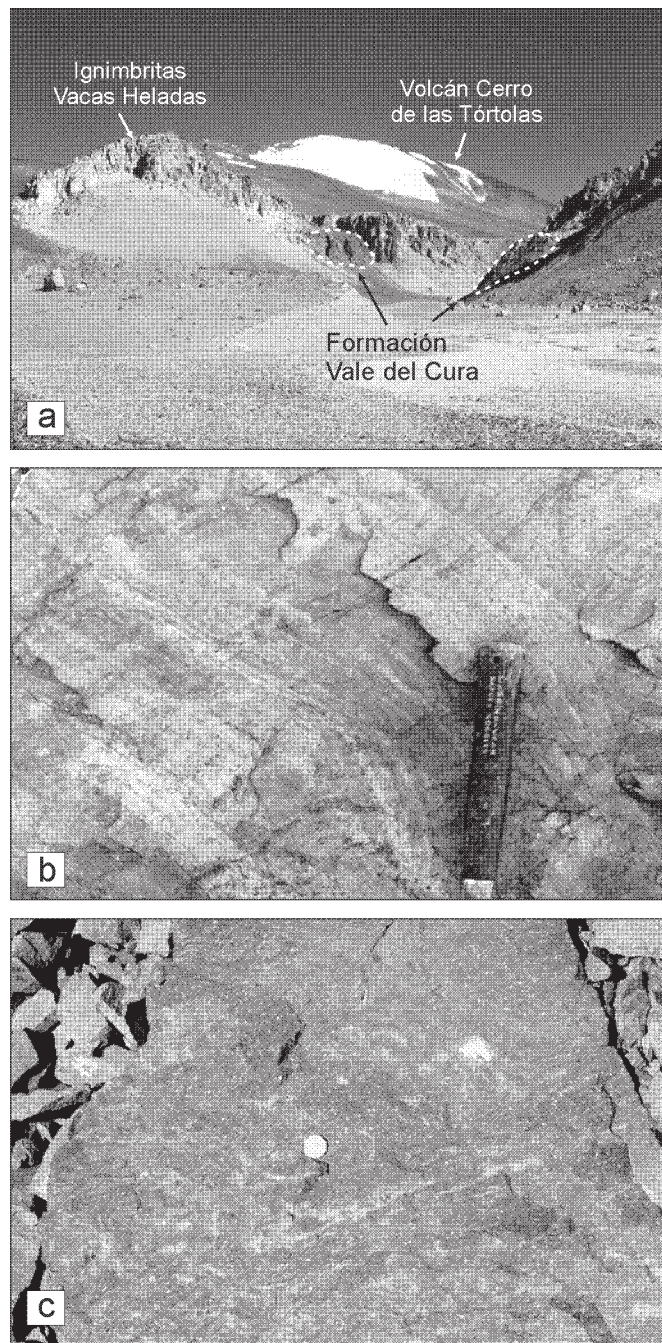 Ignimbritas
Vacas Heladas
Volcán Cerro
de las Tórtolas
Formación
Vale del Cura
a
b
c